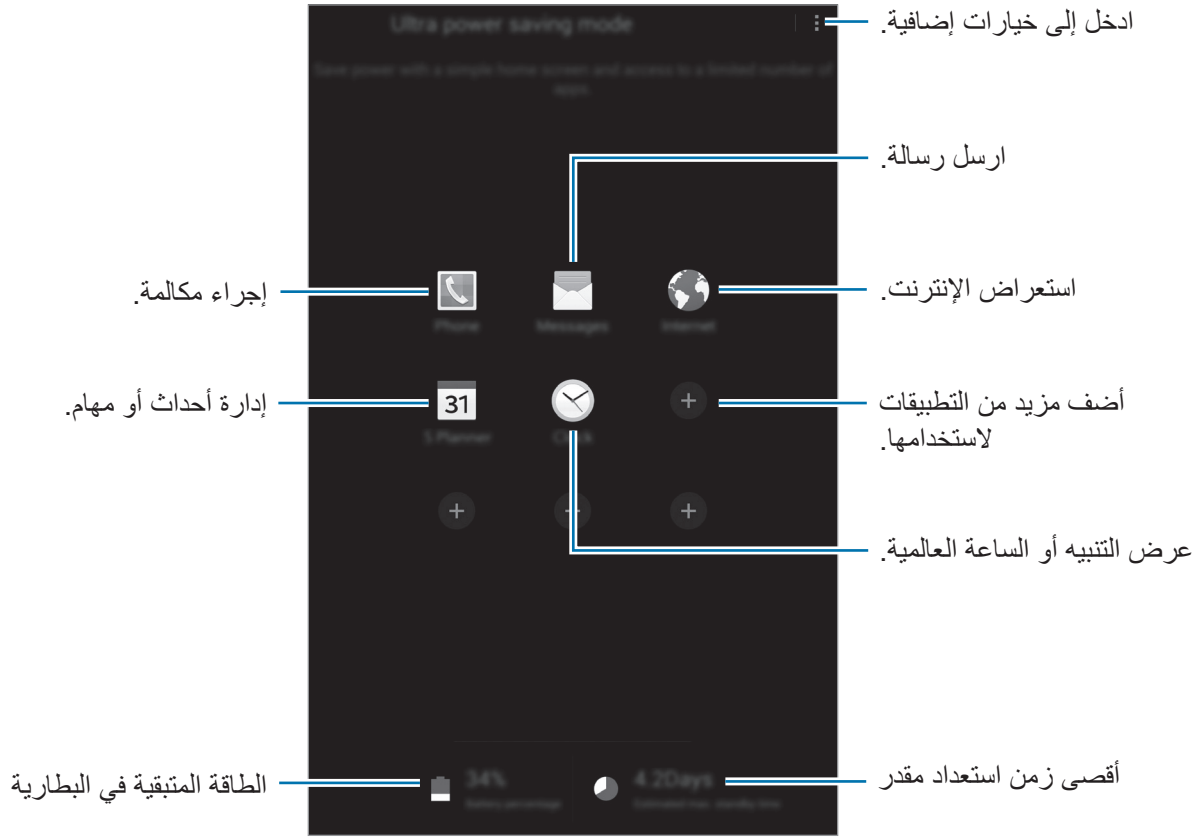 Ultra power saving mode
ادخل إلى خيارات إضافية.
Save power with a simple home screen and access to a limited number of
apps.
ارسل رسالة.
إجراء مكالمة.
استعراض الإنترنت.
Phone
Messages
Internet
إدارة أحداث أو مهام.
31
أضف مزيد من التطبيقات
لاستخدامها.
S Planner
Clock
عرض التنبيه أو الساعة العالمية.
الطاقة المتبقية في البطارية
34%
Battery percentage
4.2Days
Estimated max. standby time
أقصى زمن استعداد مقدر